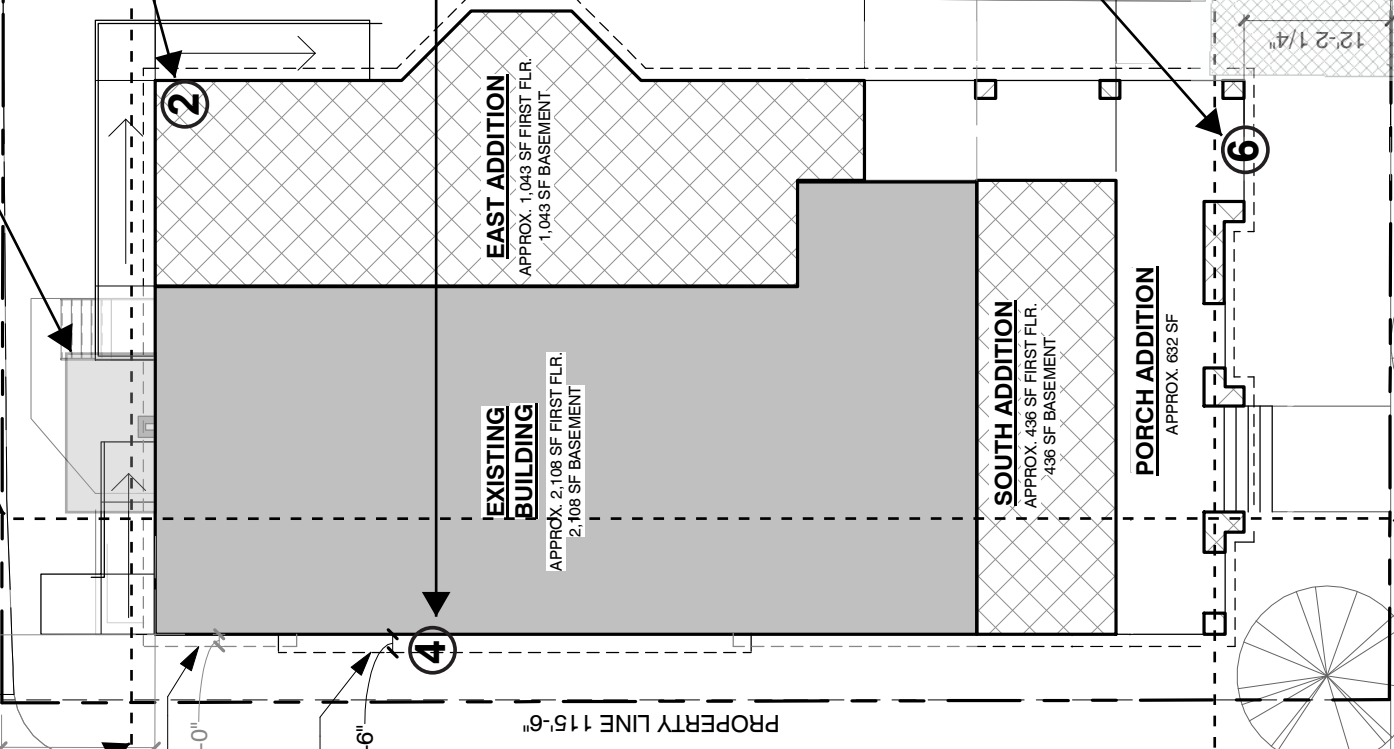 2
EAST ADDITION
APPROX. 1,043 SF FIRST FLR.
1,043 SF BASEMENT
12'-2 1/4"
6
EXISTING
BUILDING
APPROX. 2,108 SF FIRST FLR.
2,108 SF BASEMENT
SOUTH ADDITION
APPROX. 436 SF FIRST FLR.
436 SF BASEMENT
PORCH ADDITION
APPROX. 632 SF
4
-0"
-6"
PROPERTY LINE 115'-6"